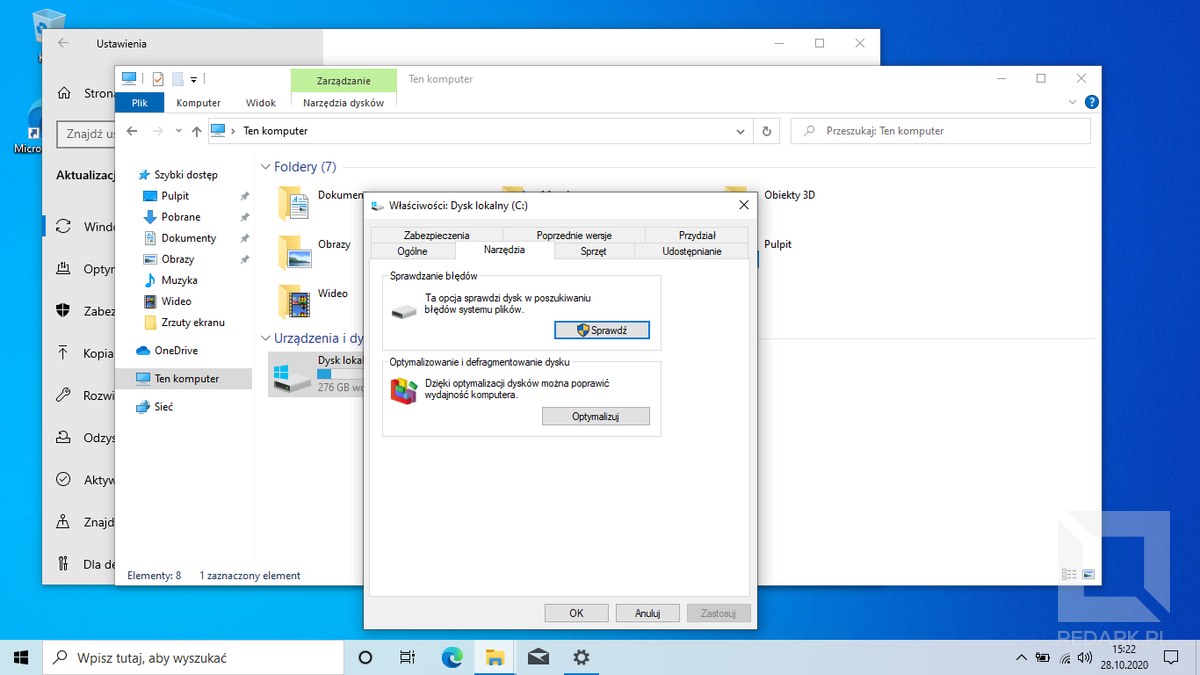 Ustawienia
Zarządzanie
Ten komputer
Plik
Komputer
Widok
Narzędzia dysków
Ten komputer
Przeszukaj: Ten komputer
Szybki dostęp
Pulpit
Pobrane
Dokumenty
Obrazy
Muzyka
Wideo
Zrzuty ekranu
OneDrive
Ten komputer
Sieć
Foldery (7)
Obrazy
Wideo
Obiekty 3D
Pulpit
Urządzenia i dy
Dysk loka
276 GB wo
Elementy: 8 1 zaznaczony element
Stron
Znajdź us
Aktualizacj
Windo
Optyn
Zabez
Kopia
Rozwi
Odzys
Aktyw
Znajd
Dla de
Micro
Dokumen
Właściwości: Dysk lokalny (C:)
Zabezpieczenia
Poprzednie wersje
Przydział
Ogólne
Narzędzia
Sprzęt
Udostępnianie
Sprawdzanie błędów
Ta opcja sprawdzi dysk w poszukiwaniu
błędów systemu plików.
Sprawdź
Optymalizowanie i defragmentowanie dysku
Dzięki optymalizacji dysków można poprawić
wydajność komputera.
Optymalizuj
OK
Anuluj
Zastosuj
PEDARK.PL
Wpisz tutaj, aby wyszukać
15:22
28.10.2020